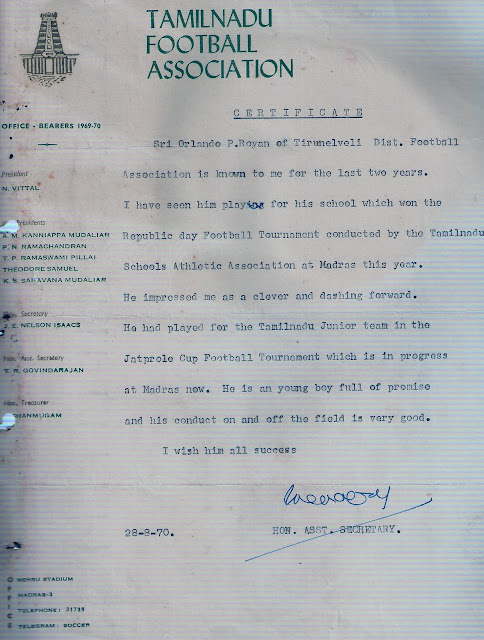 TAMILNADU
FOOTBALL
ASSOCIATION
CERTIFICATE
OFFICE - BEARERS 1969-70
President
N. VITTAL
Presidents
A. M. KANNIAPPA MUDALIAR
P. N. RAMACHANDRAN
T. P. RAMASWAMI PILLAI
THEODORE SAMUEL
K. S. SARAVANA MUDALIAR
Secretary
J. E. NELSON ISAACS
Hon. Asst. Secretary
R. GOVINDARAJAN
Hon. Treasurer
Sri Orlando P.Royan of Tirunelveli Dist. Football
Association is known to me for the last two years.
I have seen him playing for his school which won the
Republic day Football Tournament conducted by the Tamilnadu
Schools Athletic Association at Madras this year.
He impressed me as a clever and dashing forward.
He had played for the Tamilnadu Junior team in the
Jatprole Cup Football Tournament which is in progress
at Madras now. He is an young boy full of promise
and his conduct on and off the field is very good.
I wish him all success
28-8-70.
HON. ASST. SECRETARY.
OFFICE
NEHRU STADIUM
MADRAS-3
TELEPHONE : 31739
TELEGRAM : SOCCER